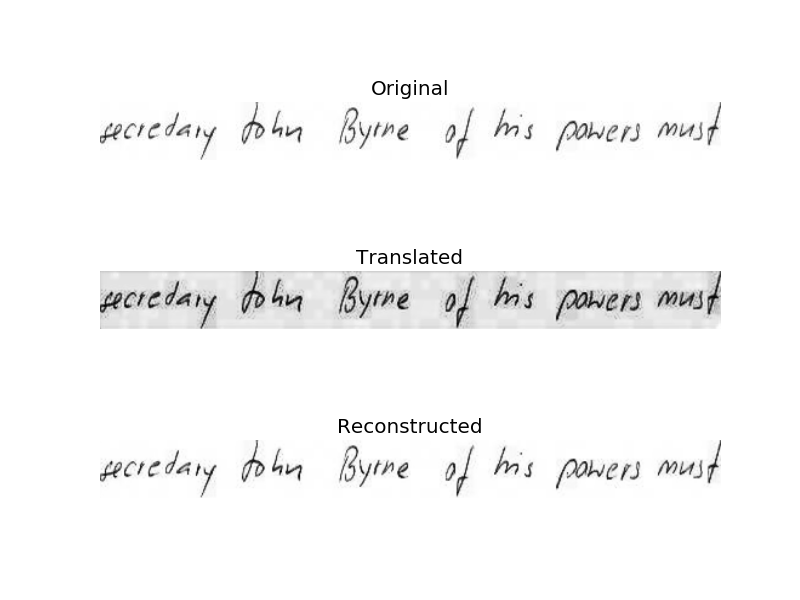 Original
secredary John Byrne of his powers must
Translated
secredary John Byrne of his powers must
Reconstructed
secredary John Byrne of his powers must